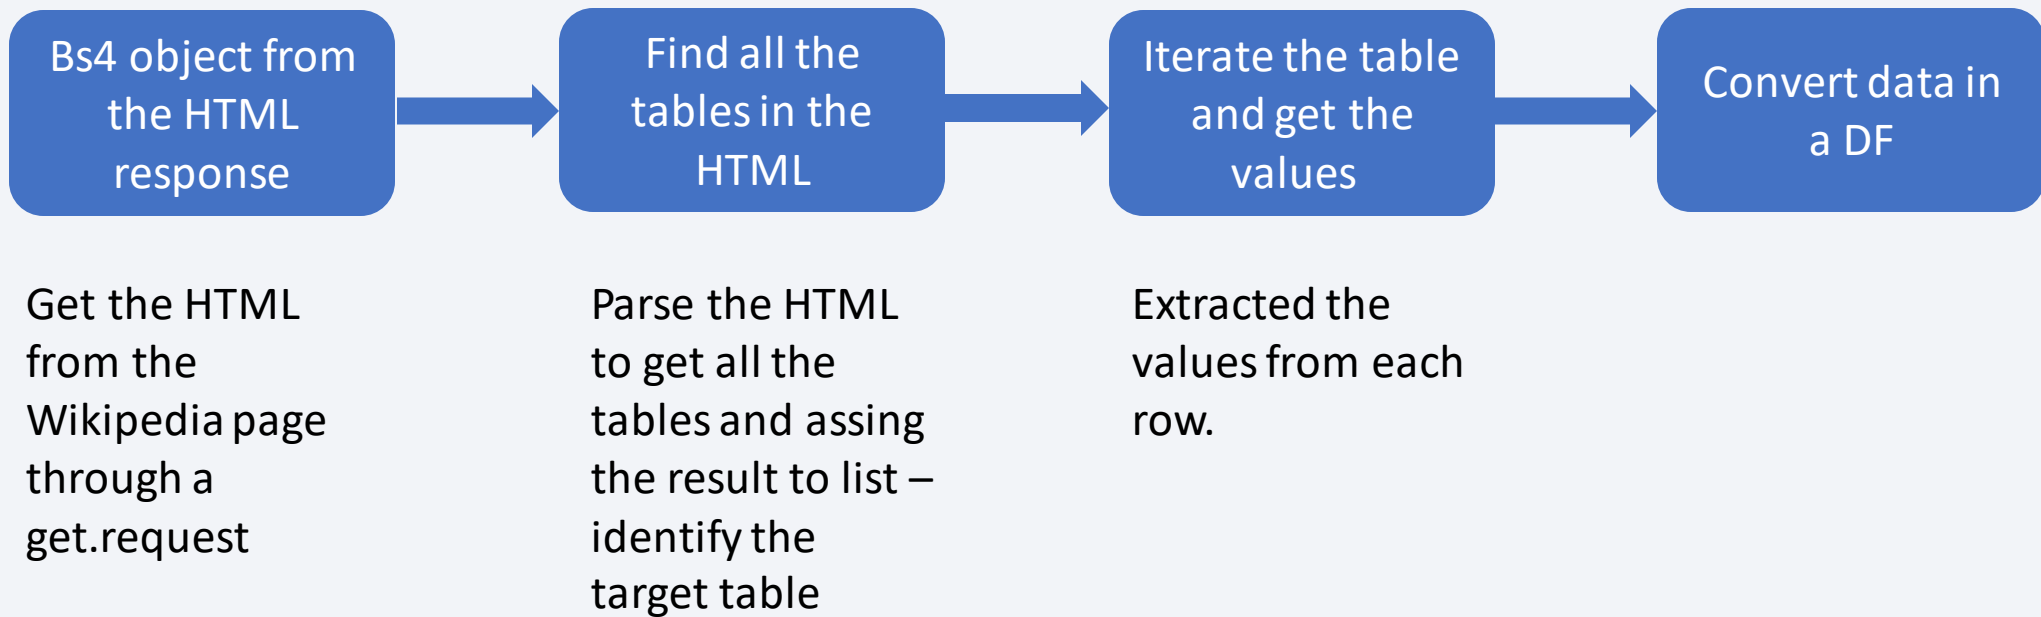 Bs4 object from
the HTML
response
Find all the
tables in the
HTML
Iterate the table
and get the
values
Convert data in
a DF
Get the HTML
from the
Wikipedia page
through a
get.request
Parse the HTML
to get all the
tables and assing
the result to list –
identify the
target table
Extracted the
values from each
row.